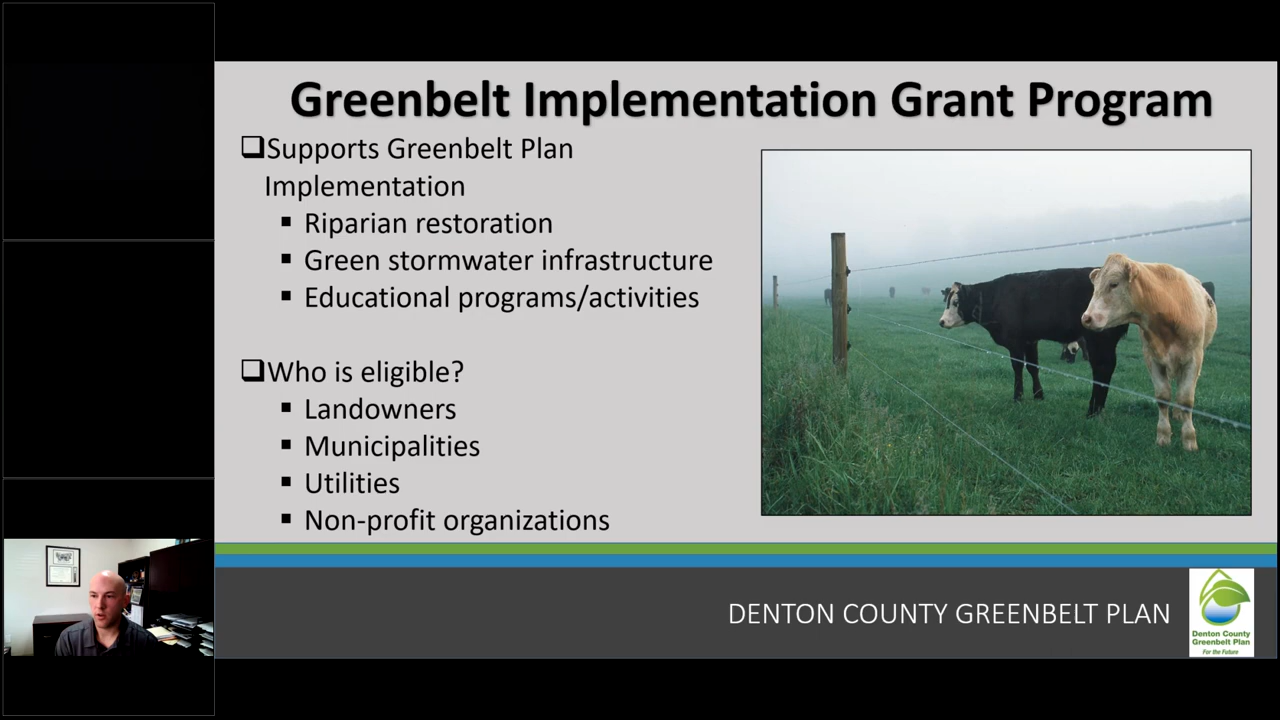 Greenbelt Implementation Grant Program
Supports Greenbelt Plan
Implementation
Riparian restoration
Green stormwater infrastructure
Educational programs/activities
Who is eligible?
Landowners
Municipalities
Utilities
Non-profit organizations
DENTON COUNTY GREENBELT PLAN
Denton County
Greenbelt Plan
For the Future